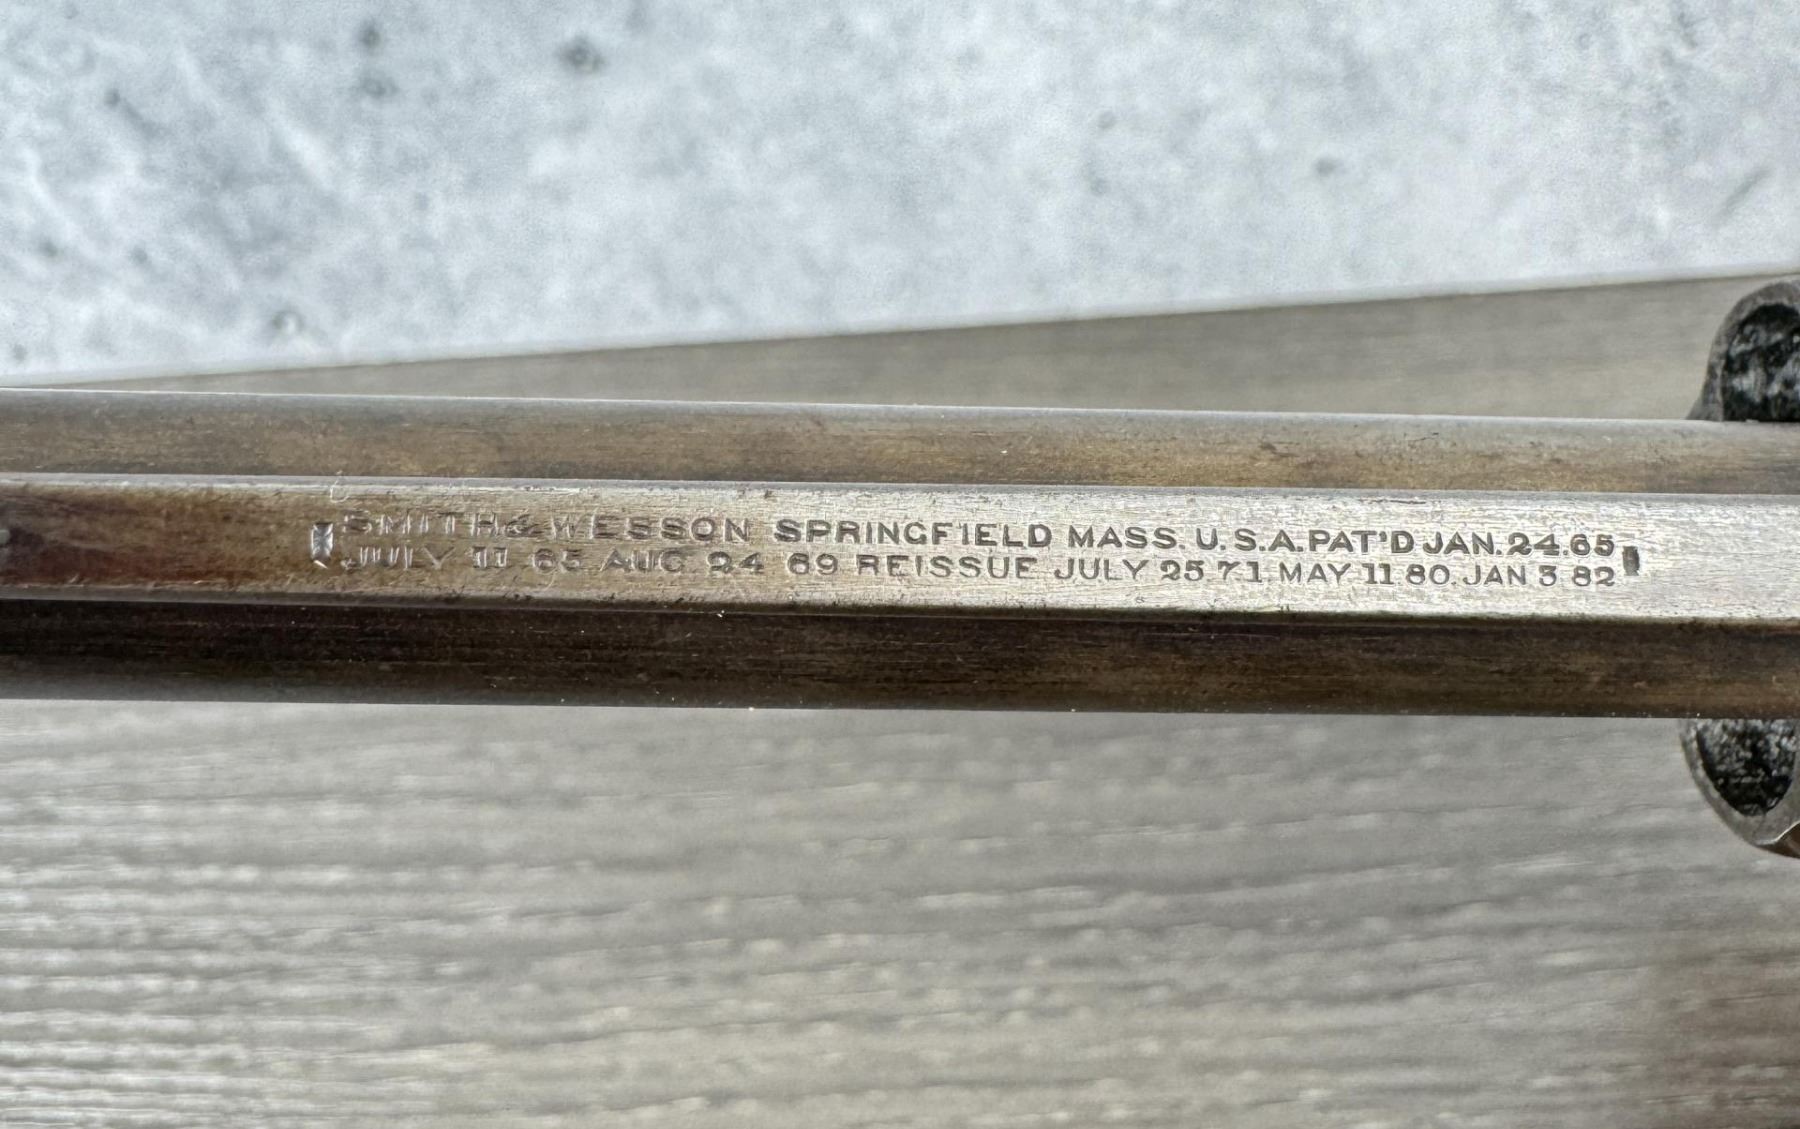 SMITH & WESSON SPRINGFIELD MASS. U.S.A. PAT'D JAN. 24.65.
JULY 11 65 AUG 24 69 REISSUE JULY 25 71 MAY 11 80. JAN 3 82